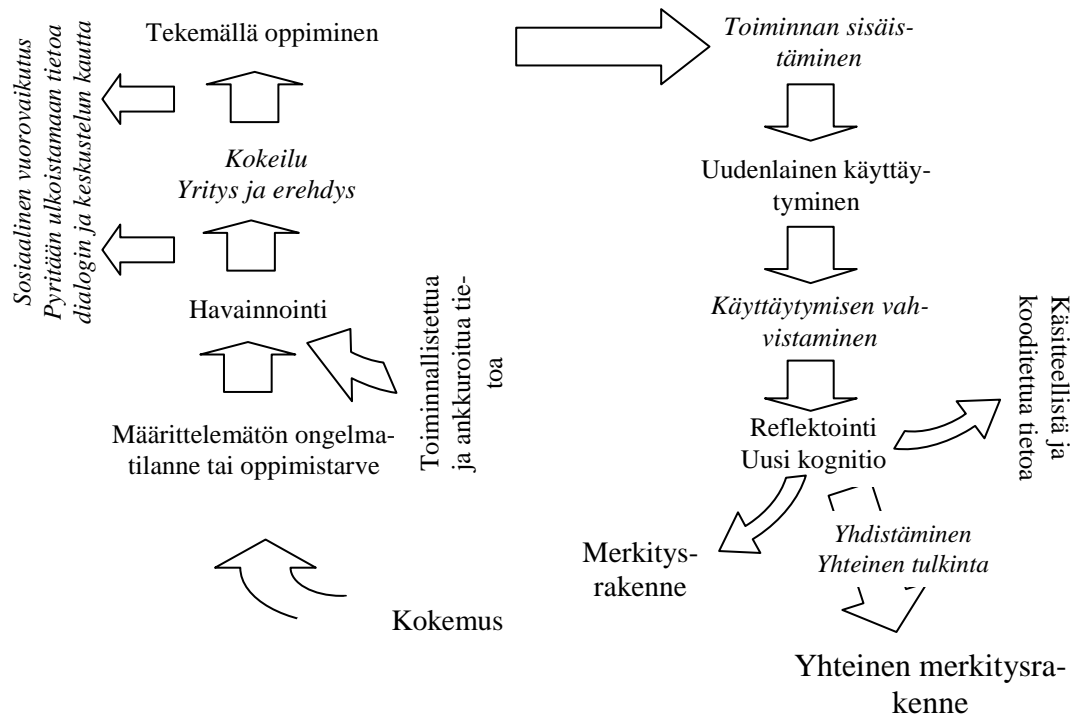 Tekemällä oppiminen
Sosiaalinen vuorovaikutus
Pyritään ulkoistamaan tietoa
dialogin ja keskustelun kautta
Kokeilu
Yritys ja erehdys
Havainnointi
Toiminnallistettua
ja ankkuroitua tie-
toa
Määrittelemätön ongelma-
tilanne tai oppimistarve
Kokemus
Toiminnan sisäis-
täminen
Uudenlainen käyttäy-
tyminen
Käyttäytymisen vah-
vistaminen
Käsitteellistä ja
kooditettua tietoa
Reflektointi
Uusi kognitio
Merkitys-
rakenne
Yhdistäminen
Yhteinen tulkinta
Yhteinen merkitysra-
kenne